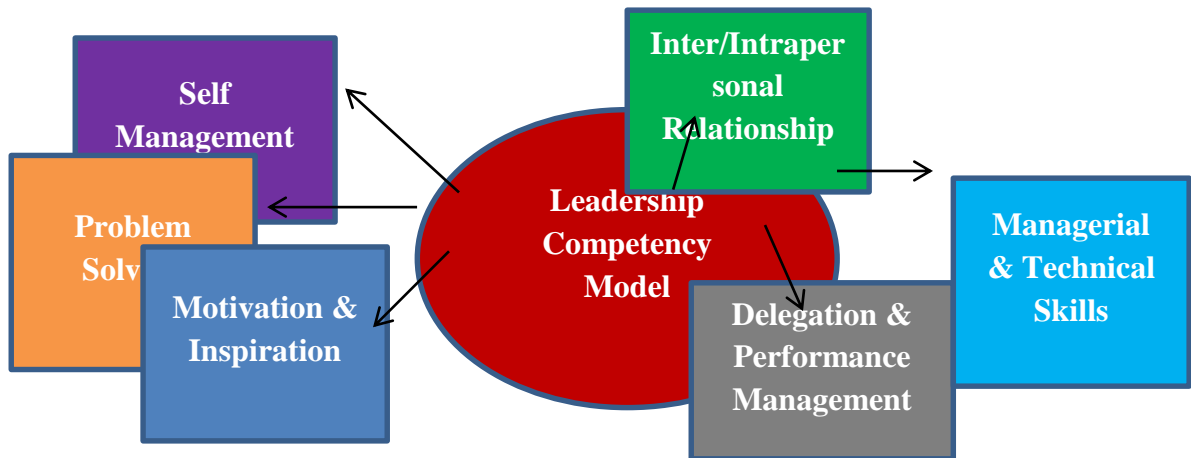 Self
Management
Problem
Solv
Motivation &
Inspiration
Leadership
Competency
Model
Inter/Intraper
sonal
Relationship
Delegation &
Performance
Management
Managerial
& Technical
Skills